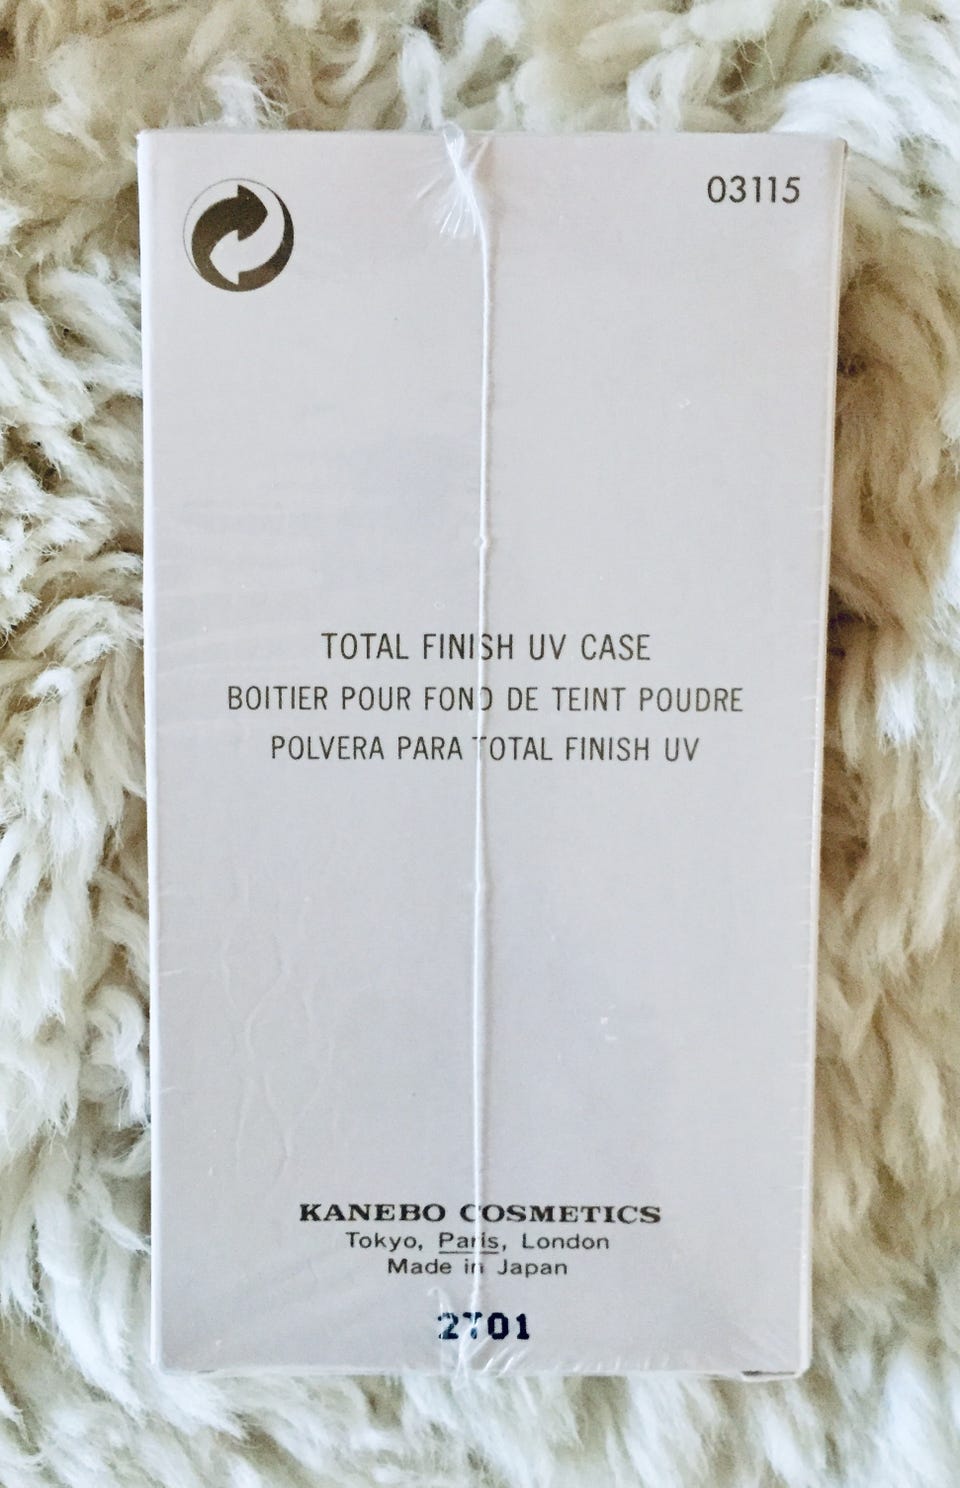 03115
TOTAL FINISH UV CASE
BOITIER POUR FOND DE TEINT POUDRE
POLVERA PARA TOTAL FINISH UV
KANEBO COSMETICS
Tokyo, Paris, London
Made in Japan